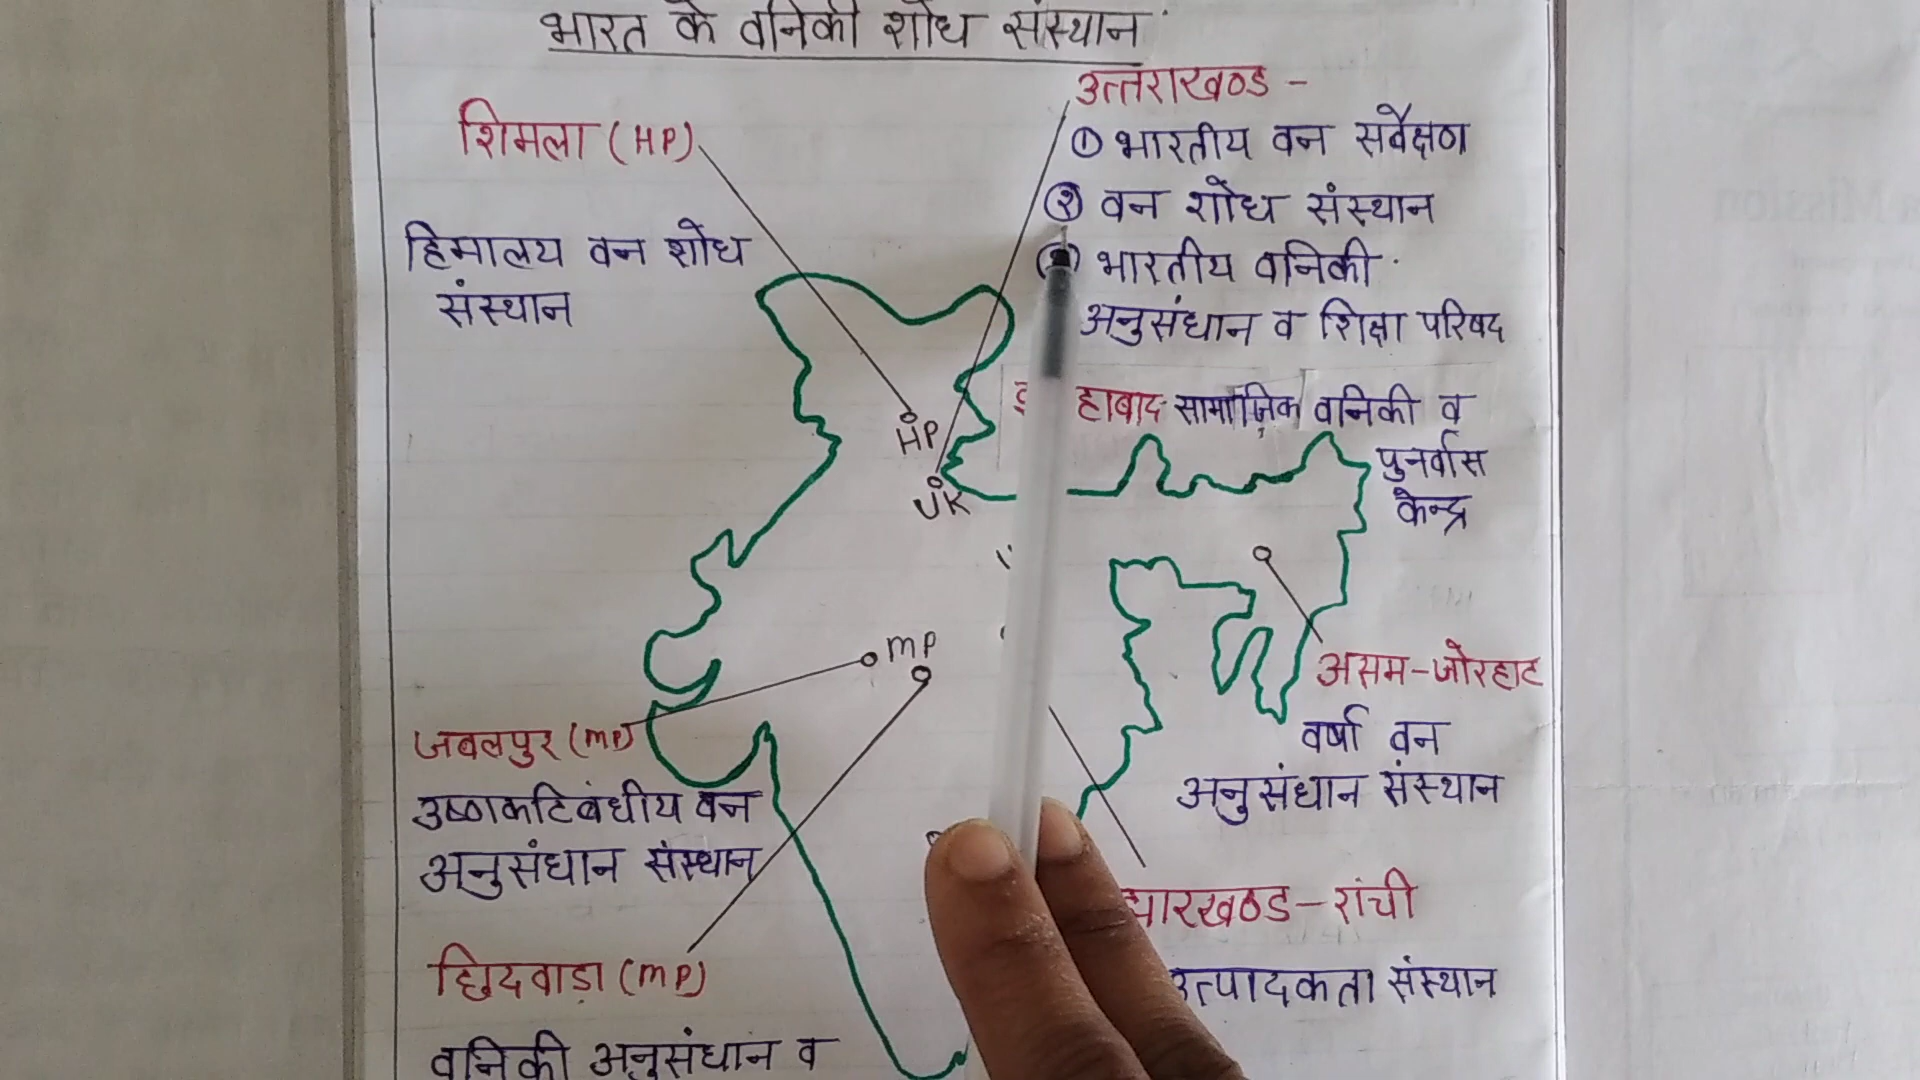 भारत के वनिकी शोध संस्थान
शिमला (HP)
हिमालय वन शोध
संस्थान
उत्तराखण्ड -
① भारतीय वन सर्वेक्षण
② वन शोध संस्थान
भारतीय वनिकी
अनुसंधान व शिक्षा परिषद
सामाजिक वनिकी व
पुनर्वास
केन्द्र
HP
UK
MP
असम-जोरहाट
वर्षा वन
अनुसंधान संस्थान
जबलपुर (MP)
उष्णकटिबंधीय वन
अनुसंधान संस्थान
रांची
उत्पादकता संस्थान
छिदवाड़ा (MP)
वनिकी अनुसंधान व